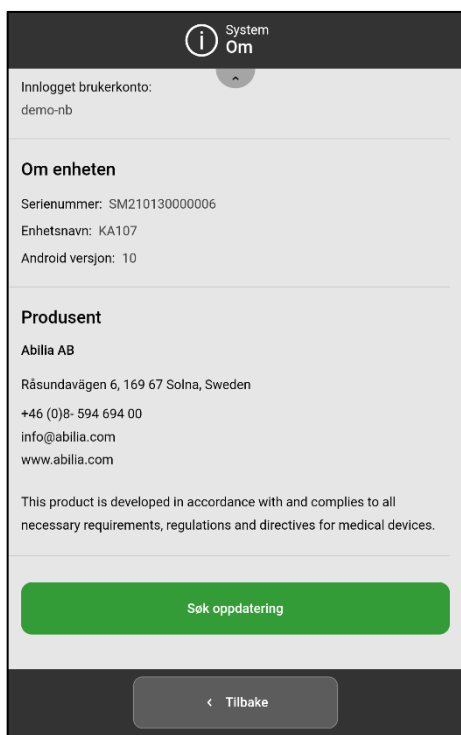 System
Om
Innlogget brukerkonto:
demo-nb
Om enheten
Serienummer: SM210130000006
Enhetsnavn: KA107
Android versjon: 10
Produsent
Abilia AB
Råsundavägen 6, 169 67 Solna, Sweden
+46 (0)8- 594 694 00
info@abilia.com
www.abilia.com
This product is developed in accordance with and complies to all
necessary requirements, regulations and directives for medical devices.
Søk oppdatering
Tilbake